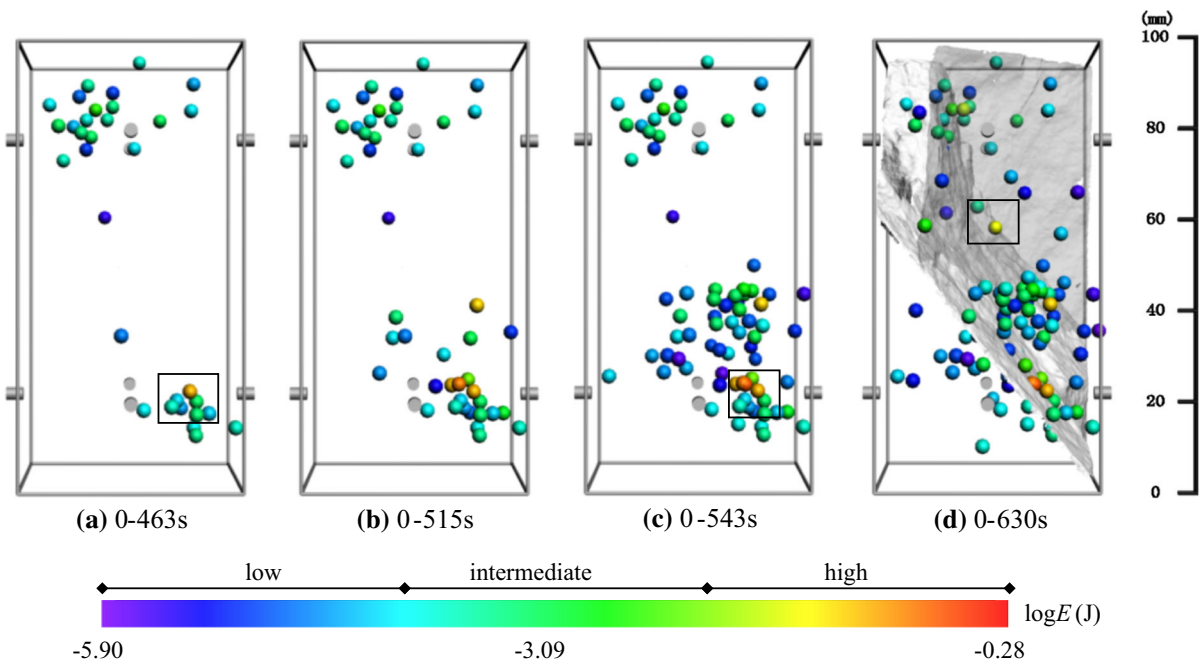 (mm)
100
80
60
40
20
0
(a) 0-463s
(b) 0-515s
(c) 0-543s
(d) 0-630s
low
intermediate
high
logE (J)
-5.90
-3.09
-0.28